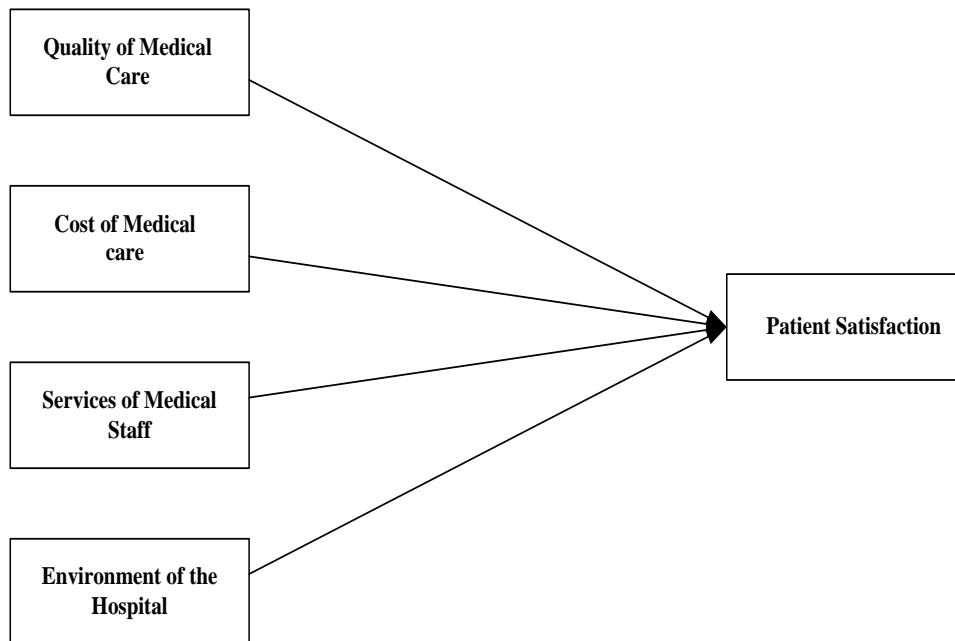 Quality of Medical
Care
Cost of Medical
care
Services of Medical
Staff
Environment of the
Hospital
Patient Satisfaction